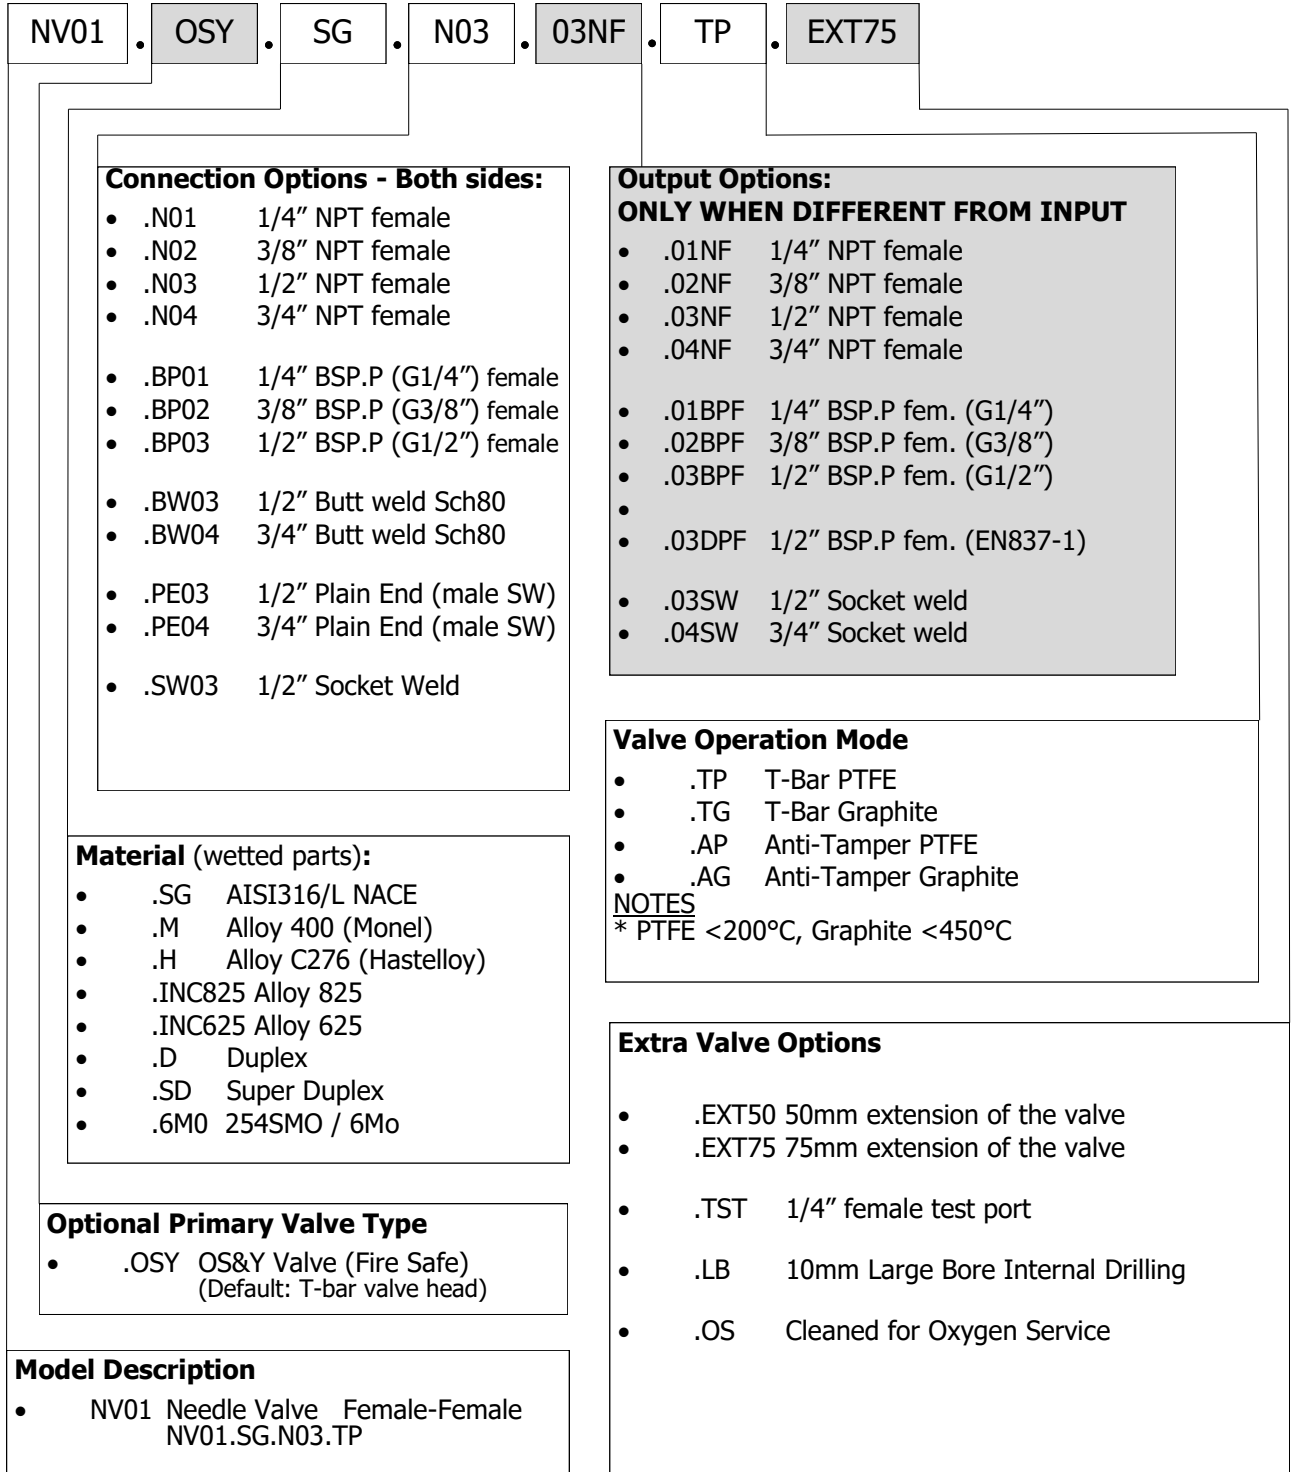 NV01 . OSY . SG . N03 . 03NF . TP . EXT75
Connection Options - Both sides:
• .N01 1/4” NPT female
• .N02 3/8” NPT female
• .N03 1/2” NPT female
• .N04 3/4” NPT female
• .BP01 1/4” BSP.P (G1/4”) female
• .BP02 3/8” BSP.P (G3/8”) female
• .BP03 1/2” BSP.P (G1/2”) female
• .BW03 1/2” Butt weld Sch80
• .BW04 3/4” Butt weld Sch80
• .PE03 1/2” Plain End (male SW)
• .PE04 3/4” Plain End (male SW)
• .SW03 1/2” Socket Weld
Output Options:
ONLY WHEN DIFFERENT FROM INPUT
• .01NF 1/4” NPT female
• .02NF 3/8” NPT female
• .03NF 1/2” NPT female
• .04NF 3/4” NPT female
• .01BPF 1/4” BSP.P fem. (G1/4”)
• .02BPF 3/8” BSP.P fem. (G3/8”)
• .03BPF 1/2” BSP.P fem. (G1/2”)
•
• .03DPF 1/2” BSP.P fem. (EN837-1)
• .03SW 1/2” Socket weld
• .04SW 3/4” Socket weld
Valve Operation Mode
• .TP T-Bar PTFE
• .TG T-Bar Graphite
• .AP Anti-Tamper PTFE
• .AG Anti-Tamper Graphite
NOTES
* PTFE <200°C, Graphite <450°C
Material (wetted parts):
• .SG AISI316/L NACE
• .M Alloy 400 (Monel)
• .H Alloy C276 (Hastelloy)
• .INC825 Alloy 825
• .INC625 Alloy 625
• .D Duplex
• .SD Super Duplex
• .6M0 254SMO / 6Mo
Extra Valve Options
• .EXT50 50mm extension of the valve
• .EXT75 75mm extension of the valve
• .TST 1/4” female test port
• .LB 10mm Large Bore Internal Drilling
• .OS Cleaned for Oxygen Service
Optional Primary Valve Type
• .OSY OS&Y Valve (Fire Safe)
(Default: T-bar valve head)
Model Description
• NV01 Needle Valve Female-Female
NV01.SG.N03.TP